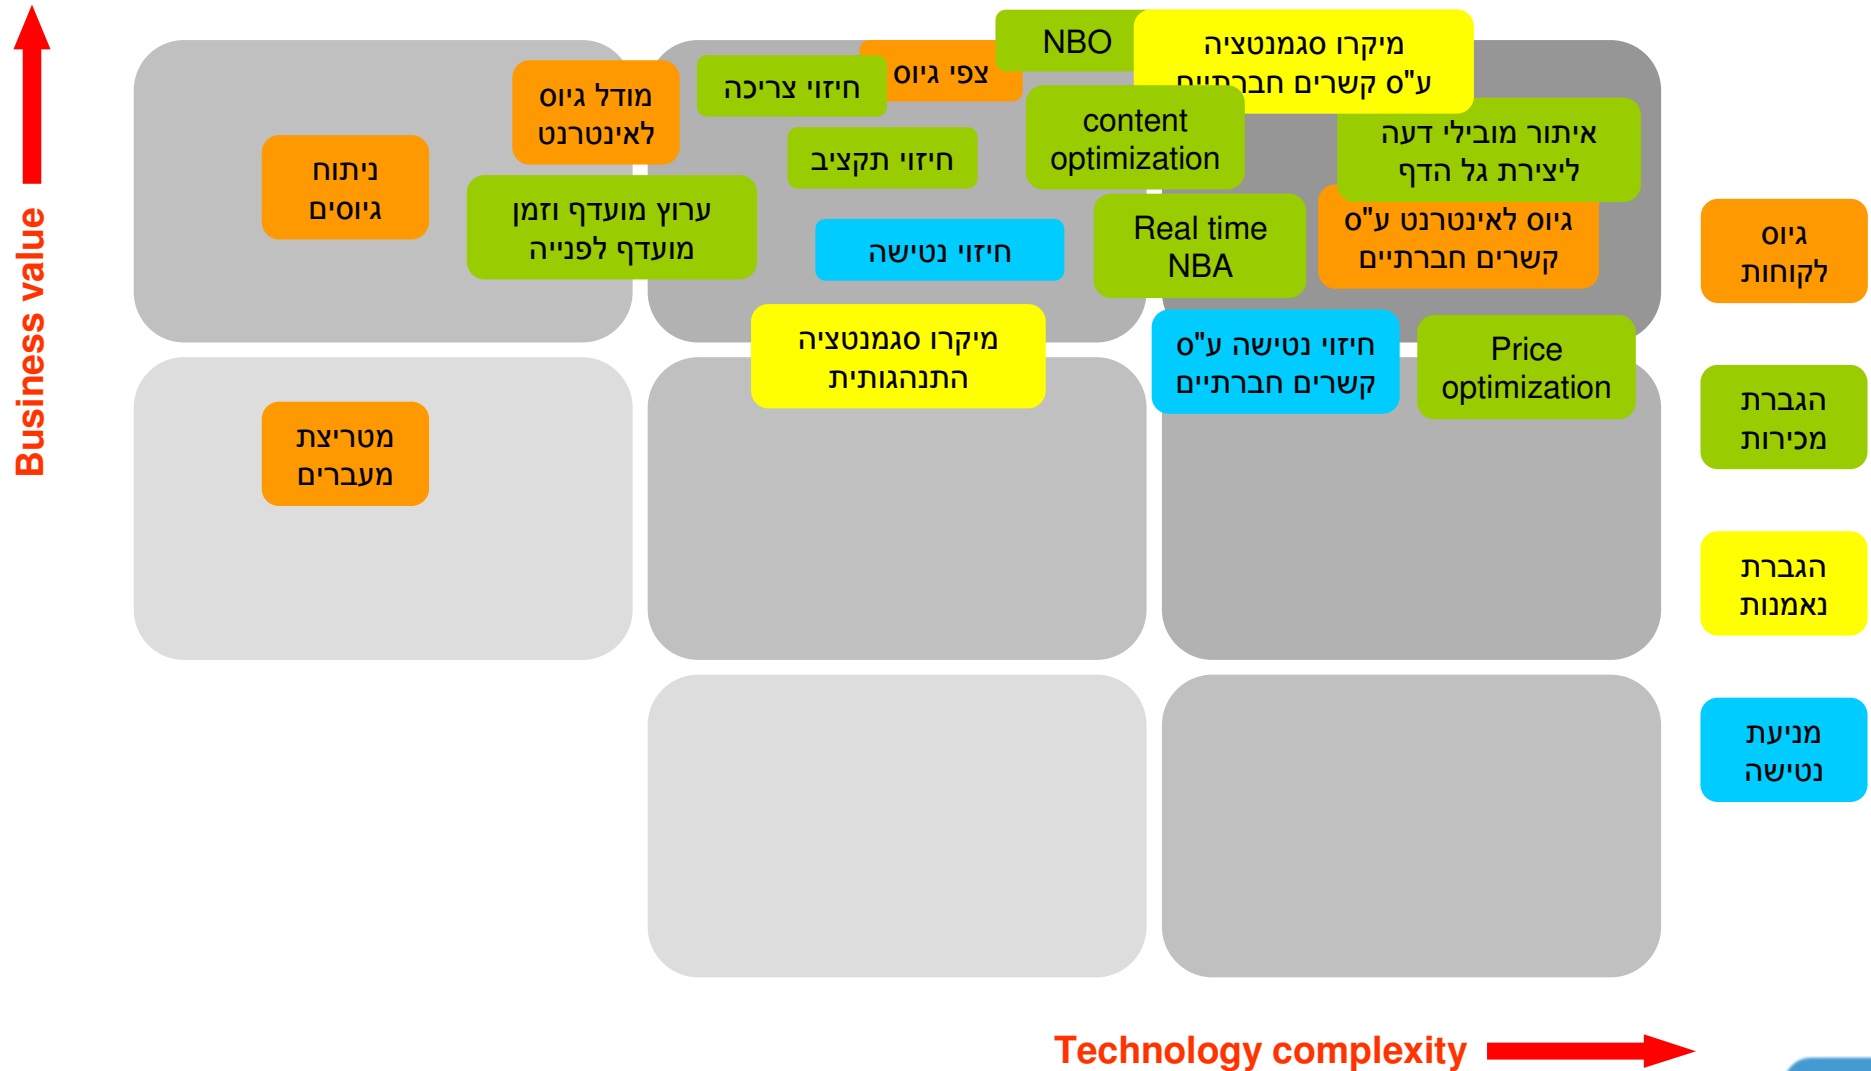 Business value
NBO
מיקרו סגמנטציה
ע"ס קשרים חברתיים
צפי גיוס
חיזוי צריכה
מודל גיוס
לאינטרנט
content
optimization
איתור מובילי דעה
ליצירת גל הדף
חיזוי תקציב
ניתוח
גיוסים
ערוץ מועדף וזמן
מועדף לפנייה
חיזוי נטישה
Real time
NBA
גיוס לאינטרנט ע"ס
קשרים חברתיים
מיקרו סגמנטציה
התנהגותית
חיזוי נטישה ע"ס
קשרים חברתיים
Price
optimization
מטריצת
מעברים
גיוס
לקוחות
הגברת
מכירות
הגברת
נאמנות
מניעת
נטישה
Technology complexity